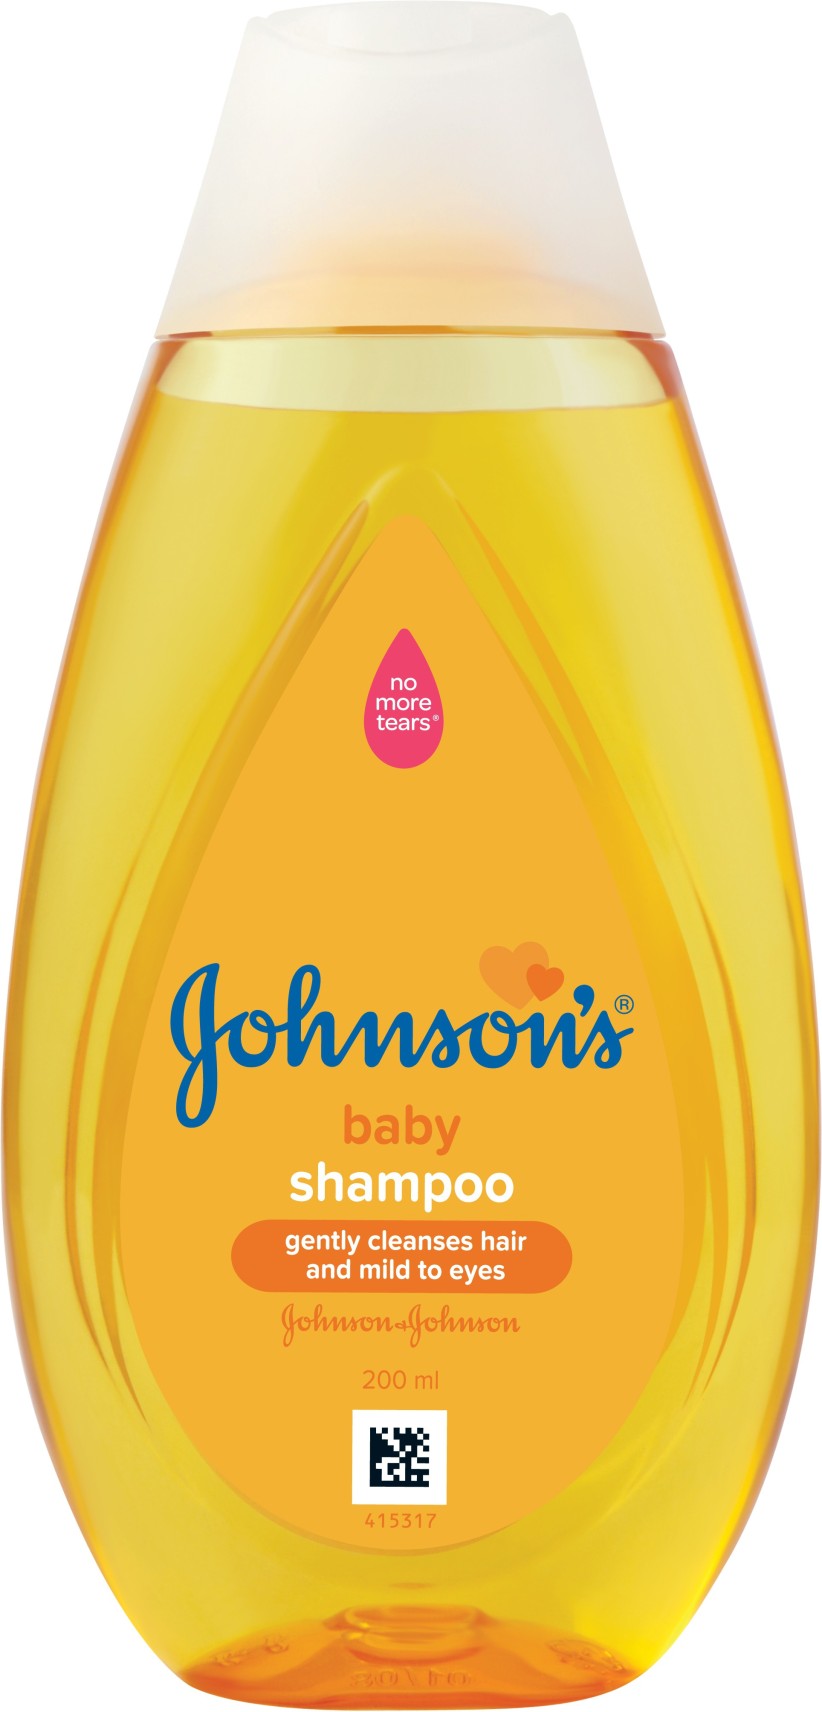 no
more
tears®
Johnson's®
baby
shampoo
gently cleanses hair
and mild to eyes
Johnson & Johnson
200 ml
415317